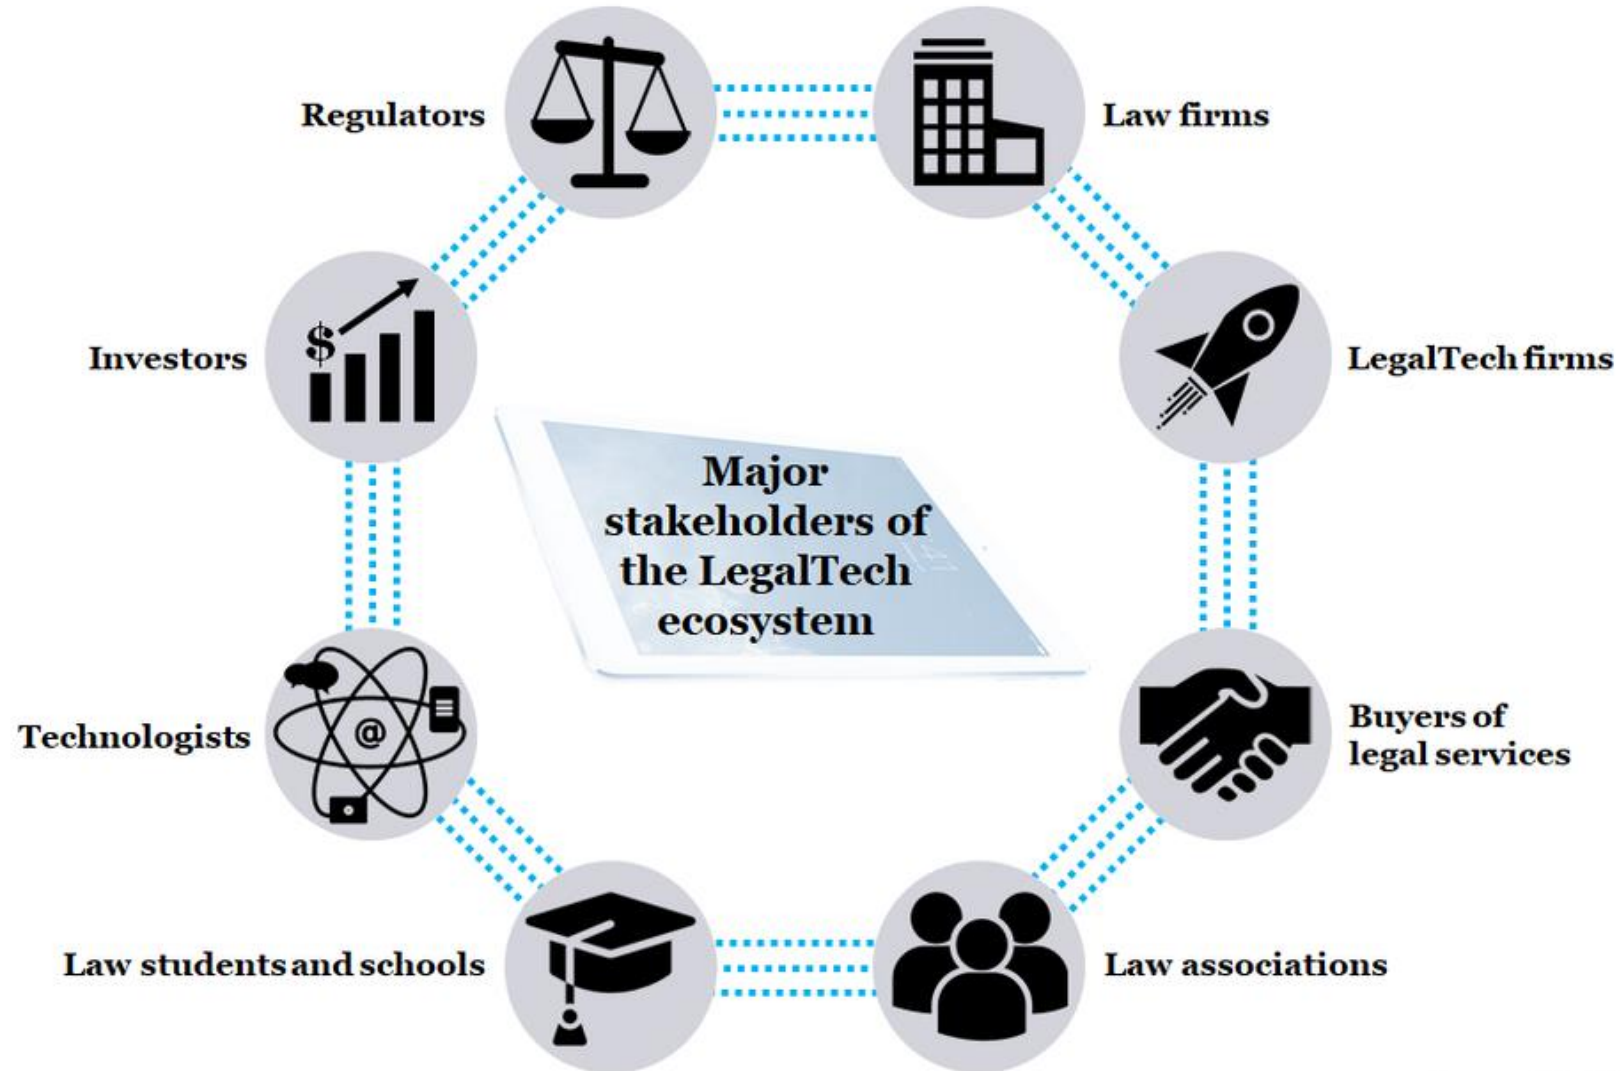 Regulators
Law firms
Investors
LegalTech firms
$
Major
stakeholders of
the LegalTech
ecosystem
Technologists
@
Buyers of
legal services
Law students and schools
Law associations